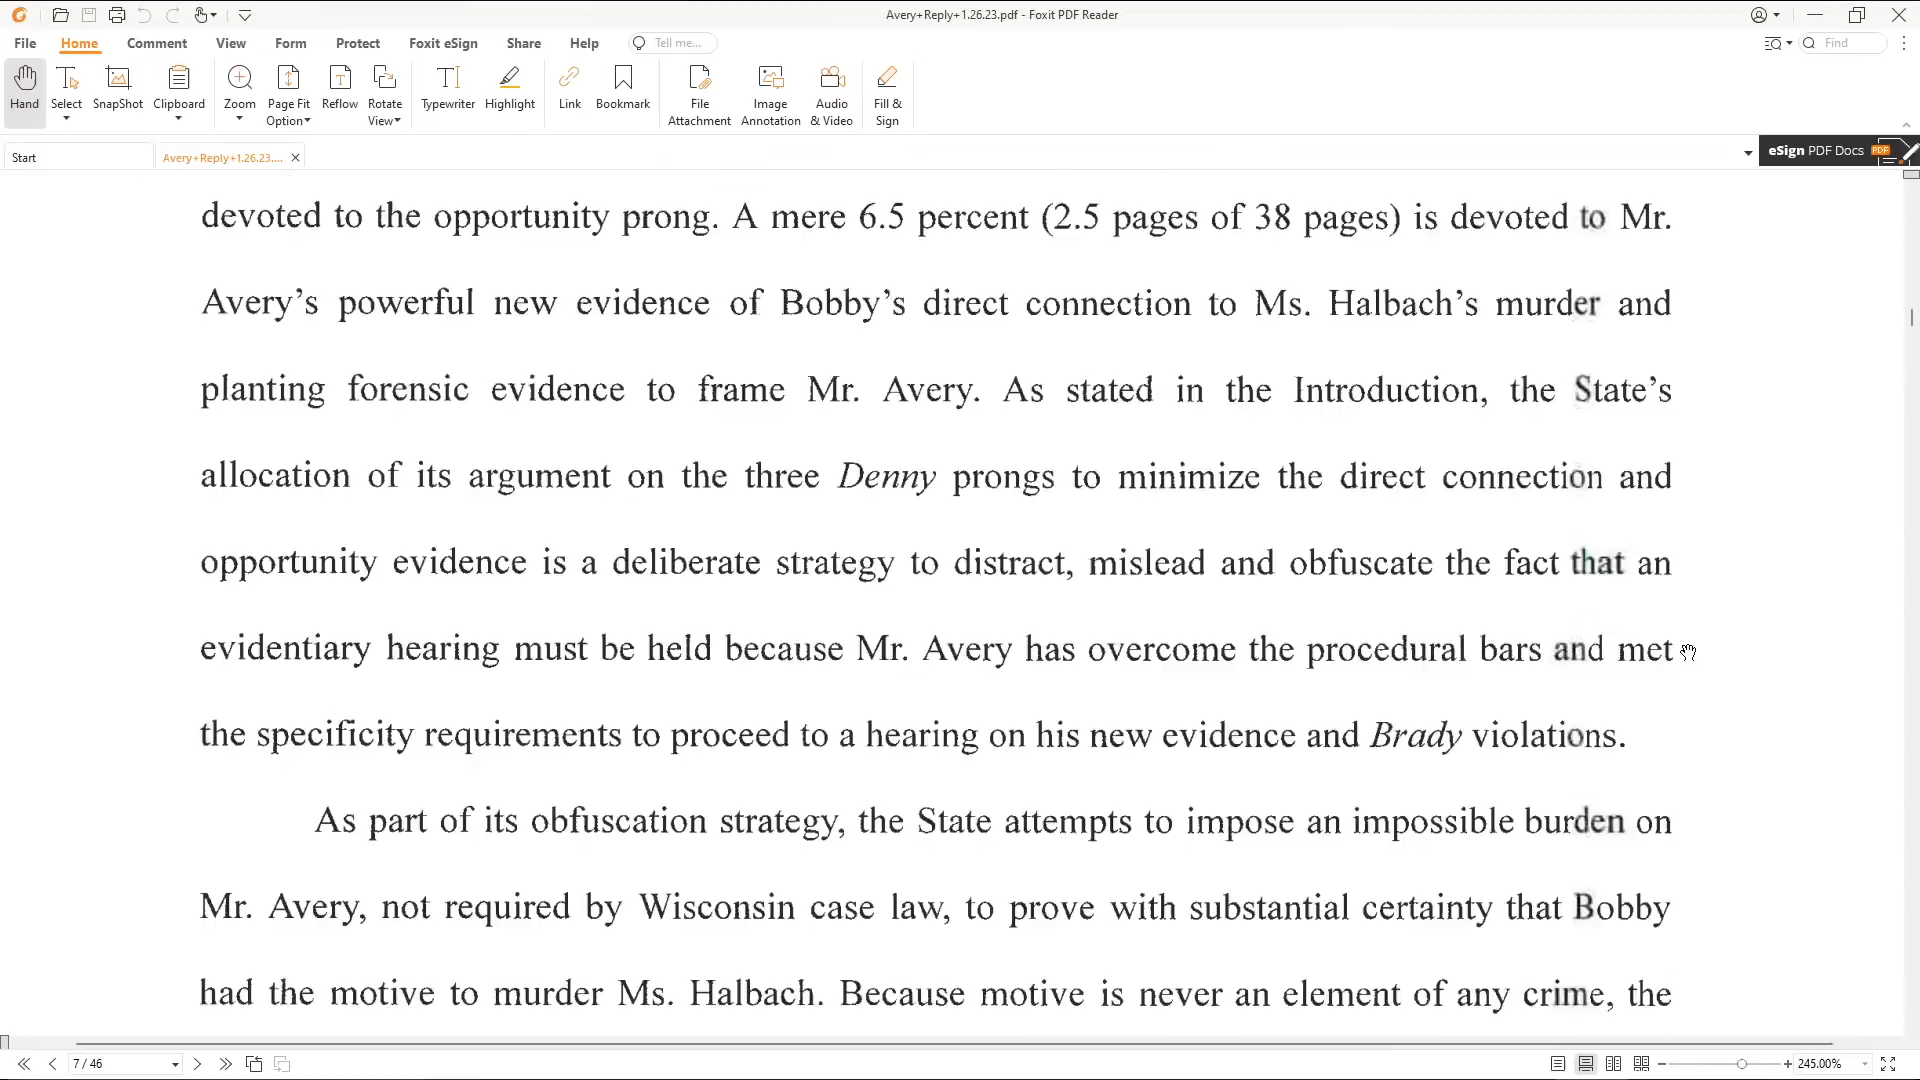 Avery+Reply+1.26.23.pdf - Foxit PDF Reader
File Home Comment View Form Protect Foxit eSign Share Help Tell me... Find
Hand Select SnapShot Clipboard Zoom Page Fit Option Reflow Rotate View Typewriter Highlight Link Bookmark File Attachment Image Annotation Audio & Video Fill & Sign
Start Avery+Reply+1.26.23.... eSign PDF Docs PDF
devoted to the opportunity prong. A mere 6.5 percent (2.5 pages of 38 pages) is devoted to Mr.
Avery's powerful new evidence of Bobby's direct connection to Ms. Halbach's murder and
planting forensic evidence to frame Mr. Avery. As stated in the Introduction, the State's
allocation of its argument on the three Denny prongs to minimize the direct connection and
opportunity evidence is a deliberate strategy to distract, mislead and obfuscate the fact that an
evidentiary hearing must be held because Mr. Avery has overcome the procedural bars and met
the specificity requirements to proceed to a hearing on his new evidence and Brady violations.
As part of its obfuscation strategy, the State attempts to impose an impossible burden on
Mr. Avery, not required by Wisconsin case law, to prove with substantial certainty that Bobby
had the motive to murder Ms. Halbach. Because motive is never an element of any crime, the
7 / 46 245.00%